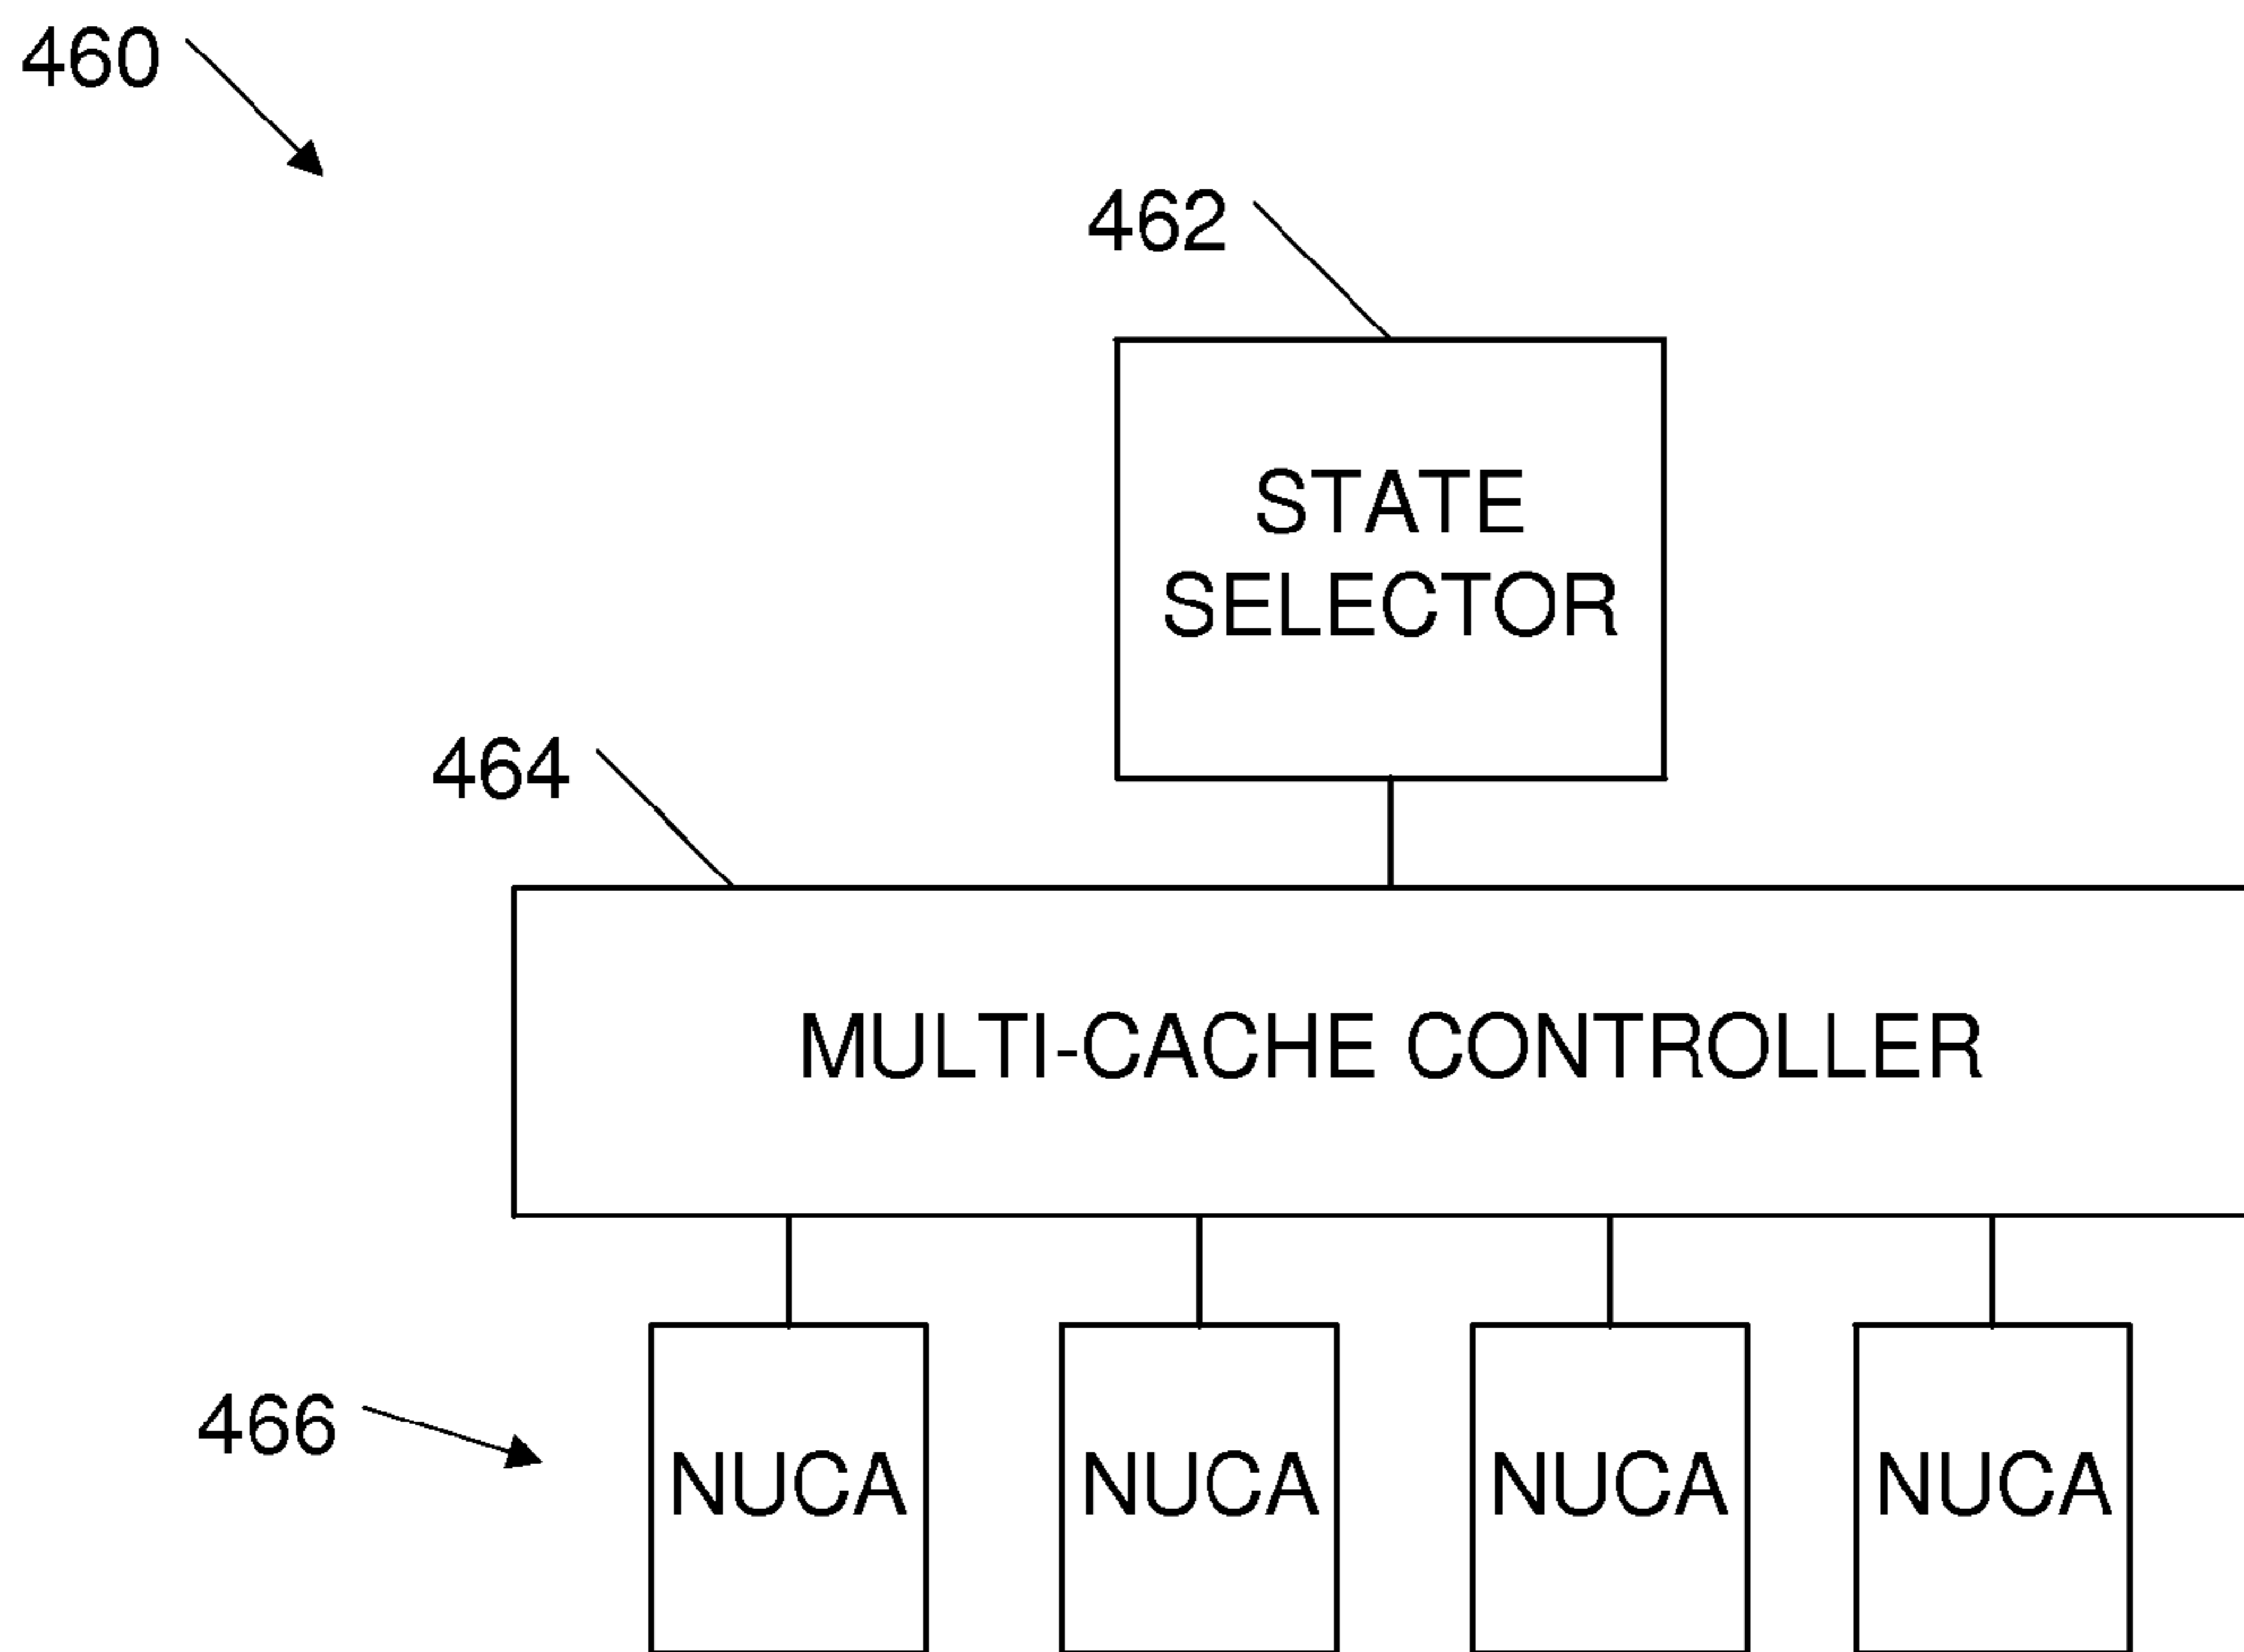 460
462
STATE
SELECTOR
464
MULTI-CACHE CONTROLLER
466
NUCA NUCA NUCA NUCA